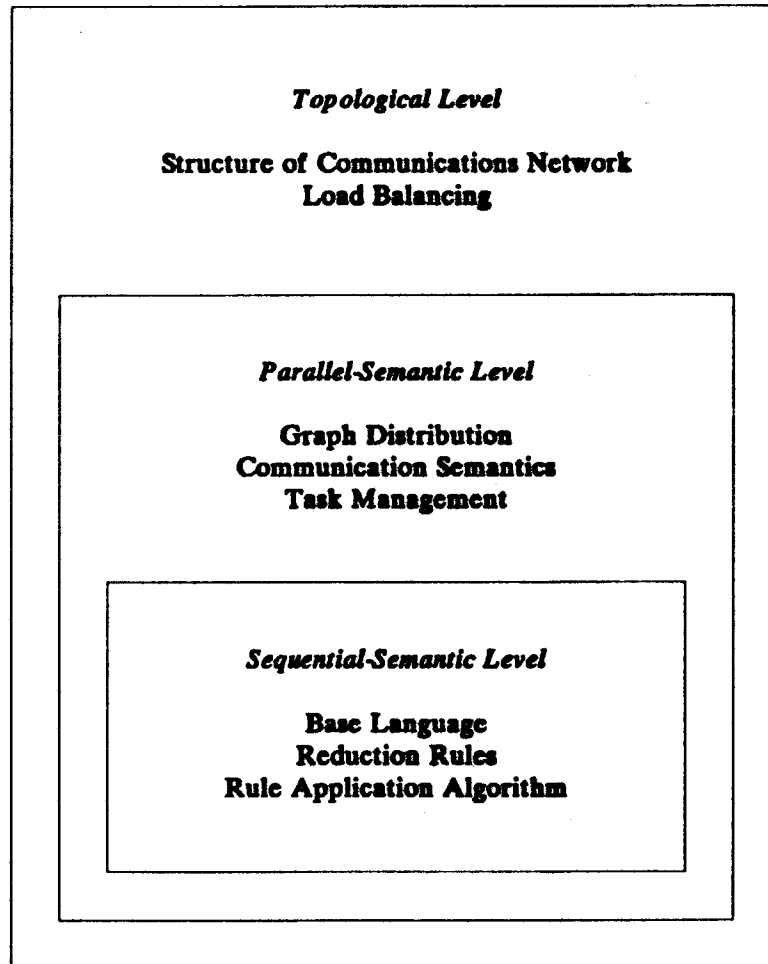 Topological Level
Structure of Communications Network
Load Balancing
Parallel-Semantic Level
Graph Distribution
Communication Semantics
Task Management
Sequential-Semantic Level
Base Language
Reduction Rules
Rule Application Algorithm